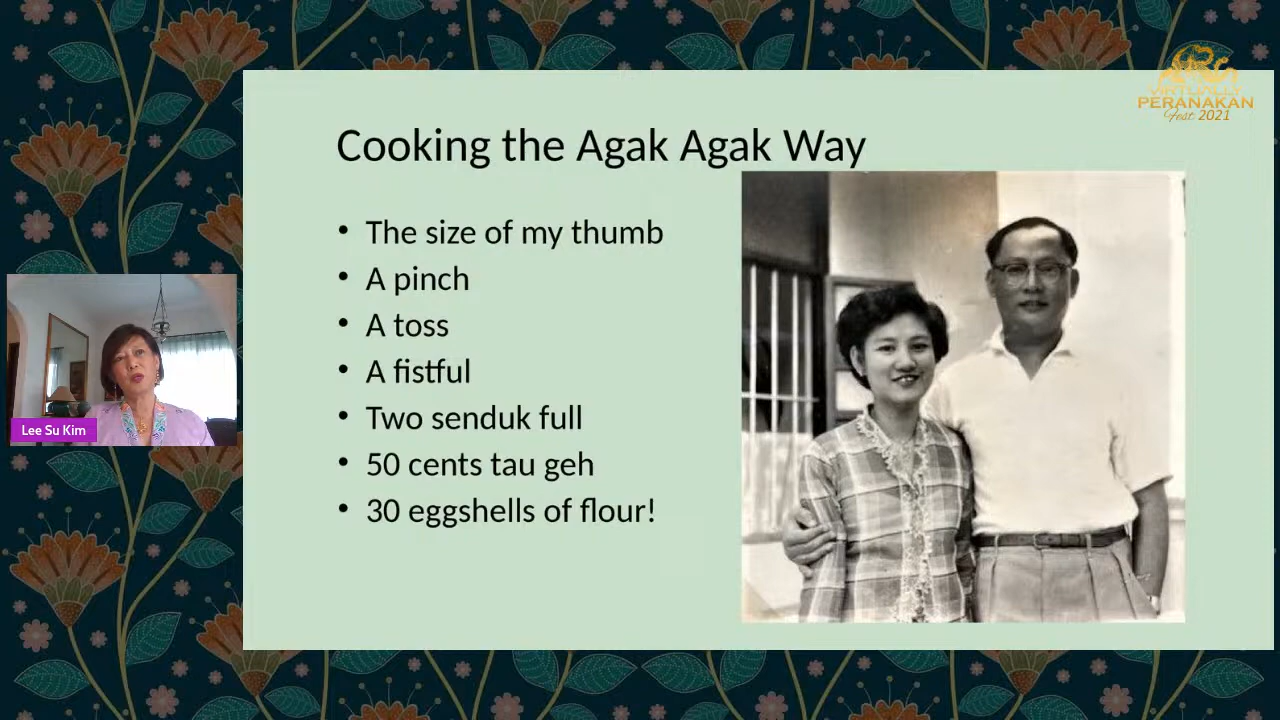 VIRTUALLY
PERANAKAN
Fest 2021
Cooking the Agak Agak Way
• The size of my thumb
• A pinch
• A toss
• A fistful
• Two senduk full
• 50 cents tau geh
• 30 eggshells of flour!
Lee Su Kim